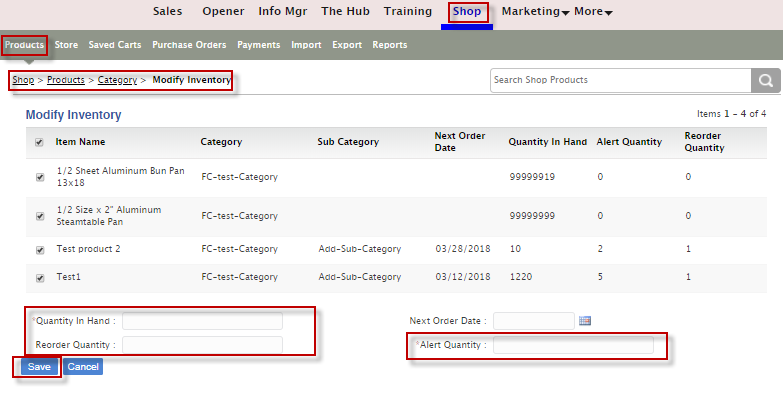 Sales Opener Info Mgr The Hub Training Shop Marketing More
Products Store Saved Carts Purchase Orders Payments Import Export Reports
Shop > Products > Category > Modify Inventory
Search Shop Products
Modify Inventory
Items 1 - 4 of 4
Item Name Category Sub Category Next Order Date Quantity In Hand Alert Quantity Reorder Quantity
1/2 Sheet Aluminum Bun Pan 13x18 FC-test-Category 99999919 0 0
1/2 Size x 2" Aluminum Steamtable Pan FC-test-Category 99999999 0 0
Test product 2 FC-test-Category Add-Sub-Category 03/28/2018 10 2 1
Test1 FC-test-Category Add-Sub-Category 03/12/2018 1220 5 1
*Quantity In Hand : Next Order Date :
Reorder Quantity : *Alert Quantity :
Save Cancel